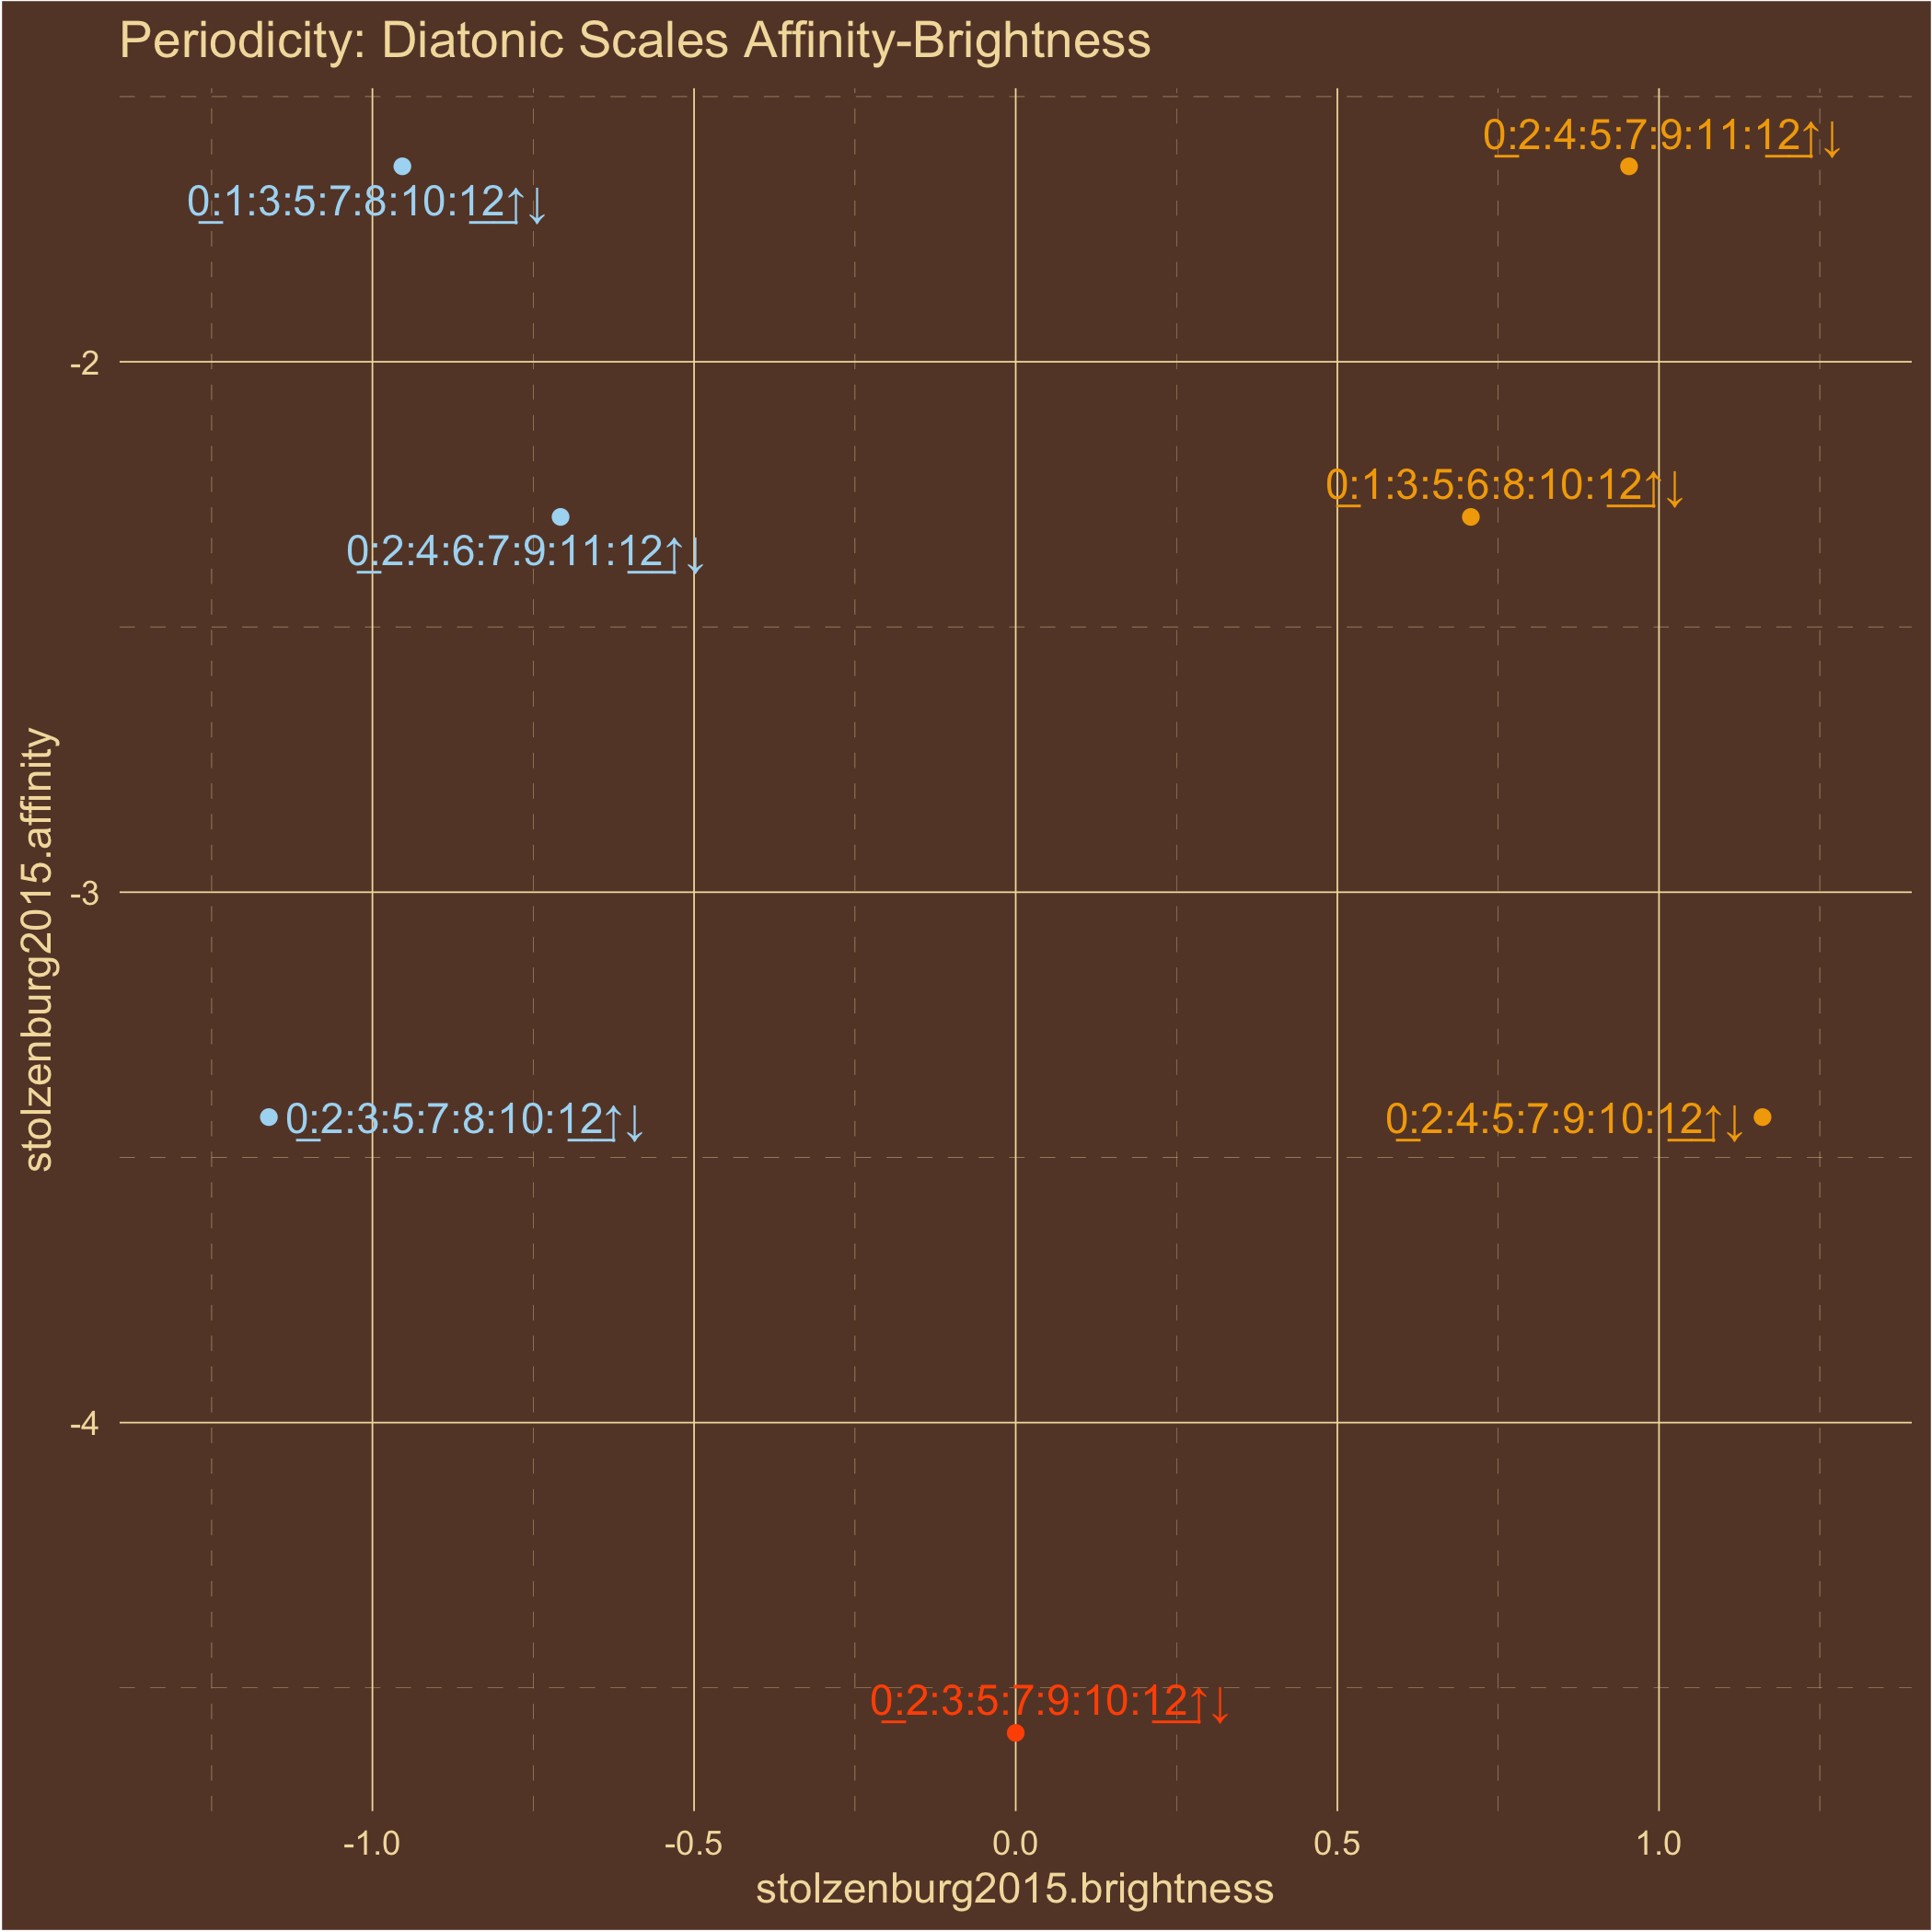 Periodicity: Diatonic Scales Affinity-Brightness
0:2:4:5:7:9:11:12↑↓
0:1:3:5:7:8:10:12↑↓
-2
0:1:3:5:6:8:10:12↑↓
0:2:4:6:7:9:11:12↑↓
stolzenburg2015.affinity
-3
0:2:3:5:7:8:10:12↑↓
0:2:4:5:7:9:10:12↑↓
-4
0:2:3:5:7:9:10:12↑↓
-1.0 -0.5 0.0 0.5 1.0
stolzenburg2015.brightness